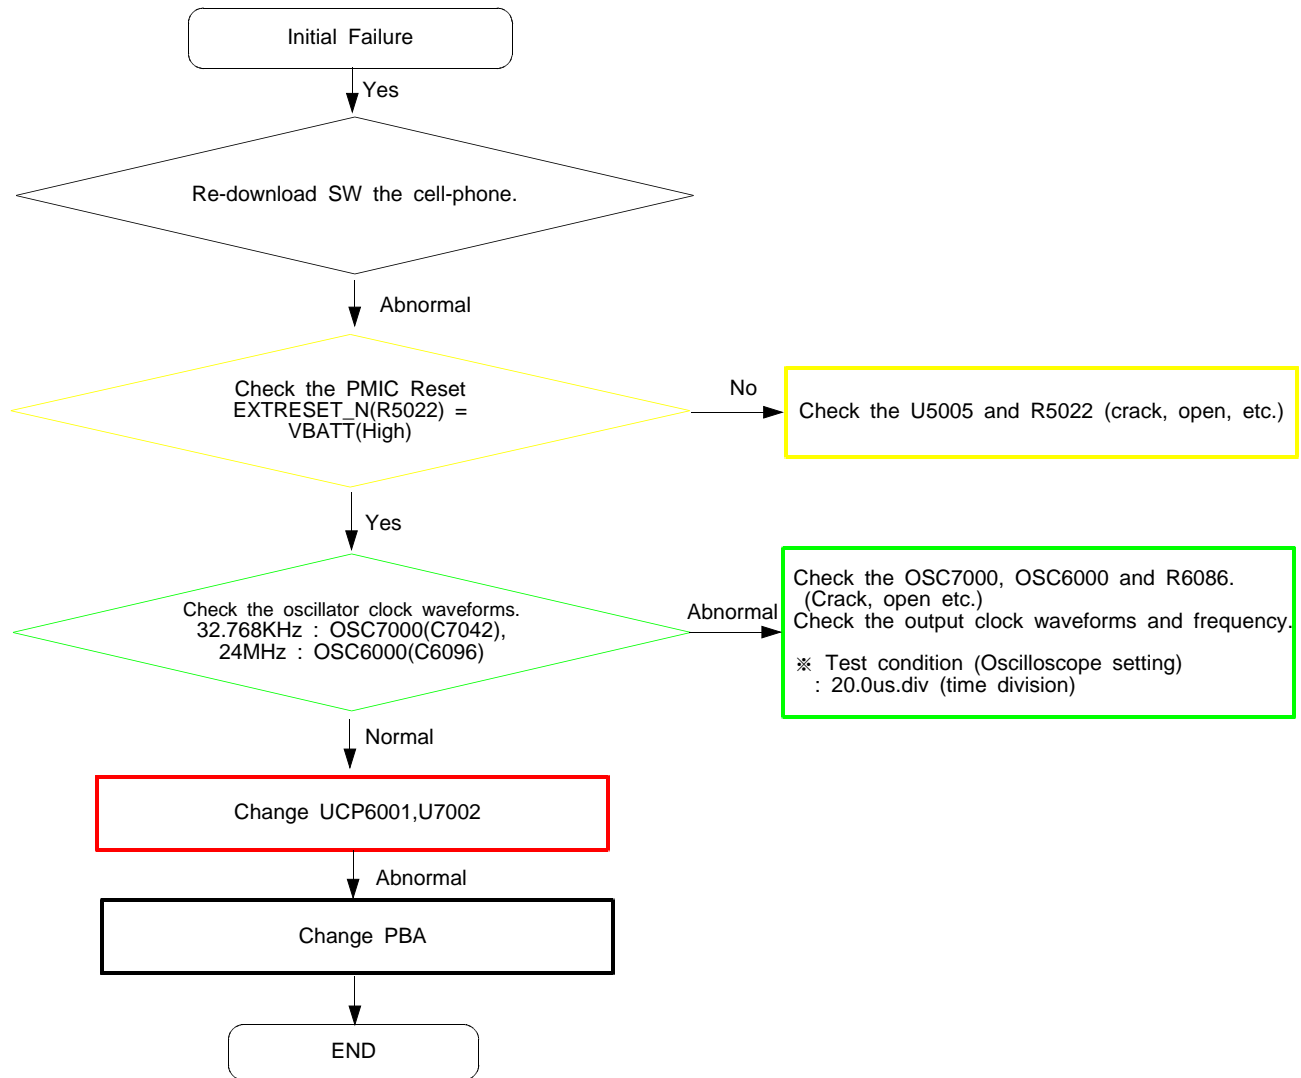 Initial Failure
Yes
Re-download SW the cell-phone.
Abnormal
Check the PMIC Reset
EXTRESET_N(R5022) =
VBATT(High)
No
Check the U5005 and R5022 (crack, open, etc.)
Yes
Check the oscillator clock waveforms.
32.768KHz : OSC7000(C7042),
24MHz : OSC6000(C6096)
Abnormal
Check the OSC7000, OSC6000 and R6086.
(Crack, open etc.)
Check the output clock waveforms and frequency.
※ Test condition (Oscilloscope setting)
: 20.0us.div (time division)
Normal
Change UCP6001,U7002
Abnormal
Change PBA
END